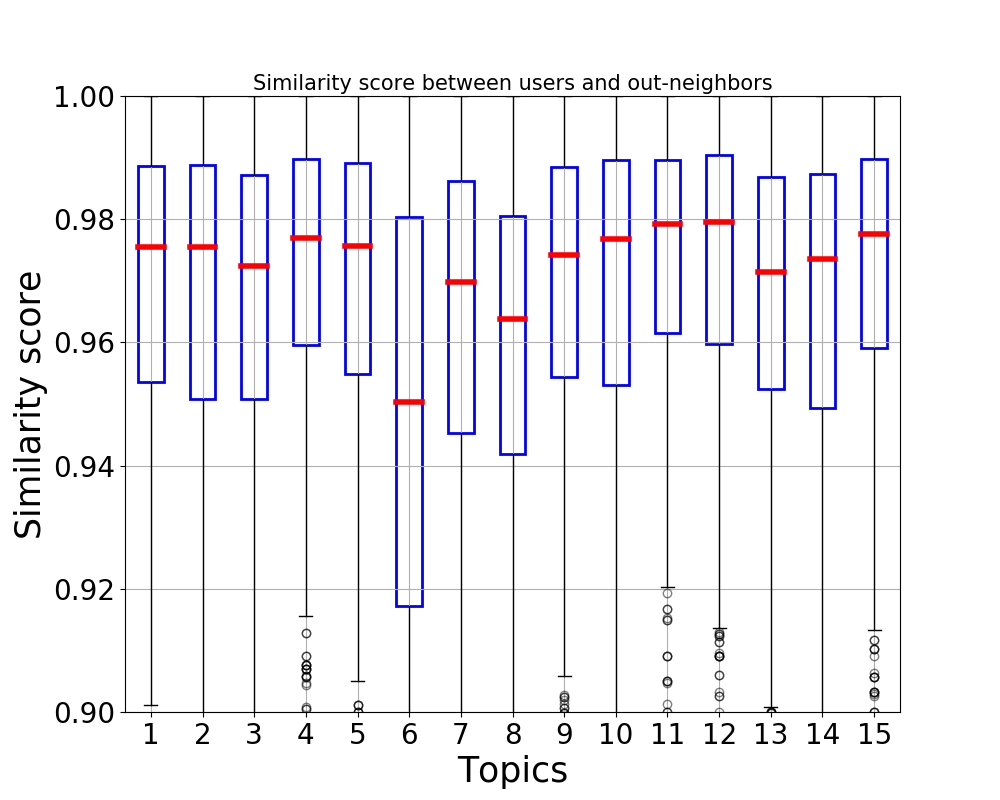 Similarity score between users and out-neighbors
1.00
0.98
0.96
0.94
0.92
0.90
Similarity score
1 2 3 4 5 6 7 8 9 10 11 12 13 14 15
Topics